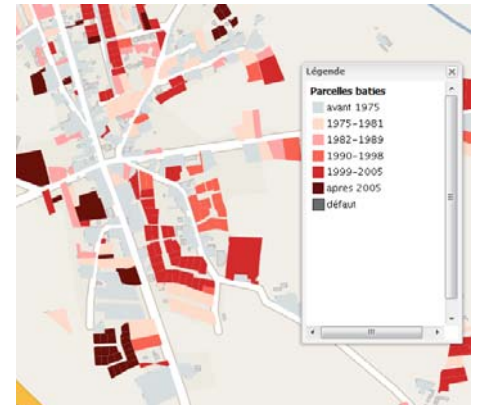 Légende
Parcelles baties
avant 1975
1975-1981
1982-1989
1990-1998
1999-2005
apres 2005
défaut